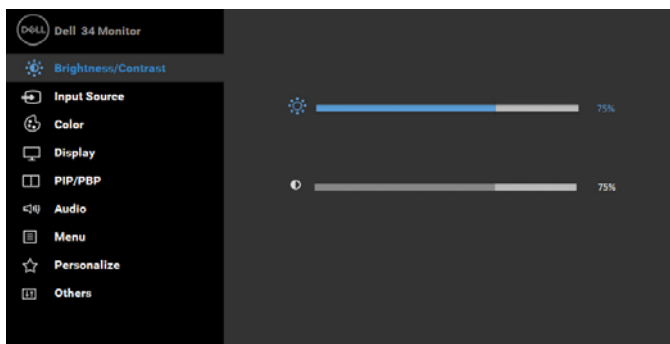 DELL Dell 34 Monitor
Brightness/Contrast
Input Source
Color
Display
PIP/PBP
Audio
Menu
Personalize
Others
75%
75%